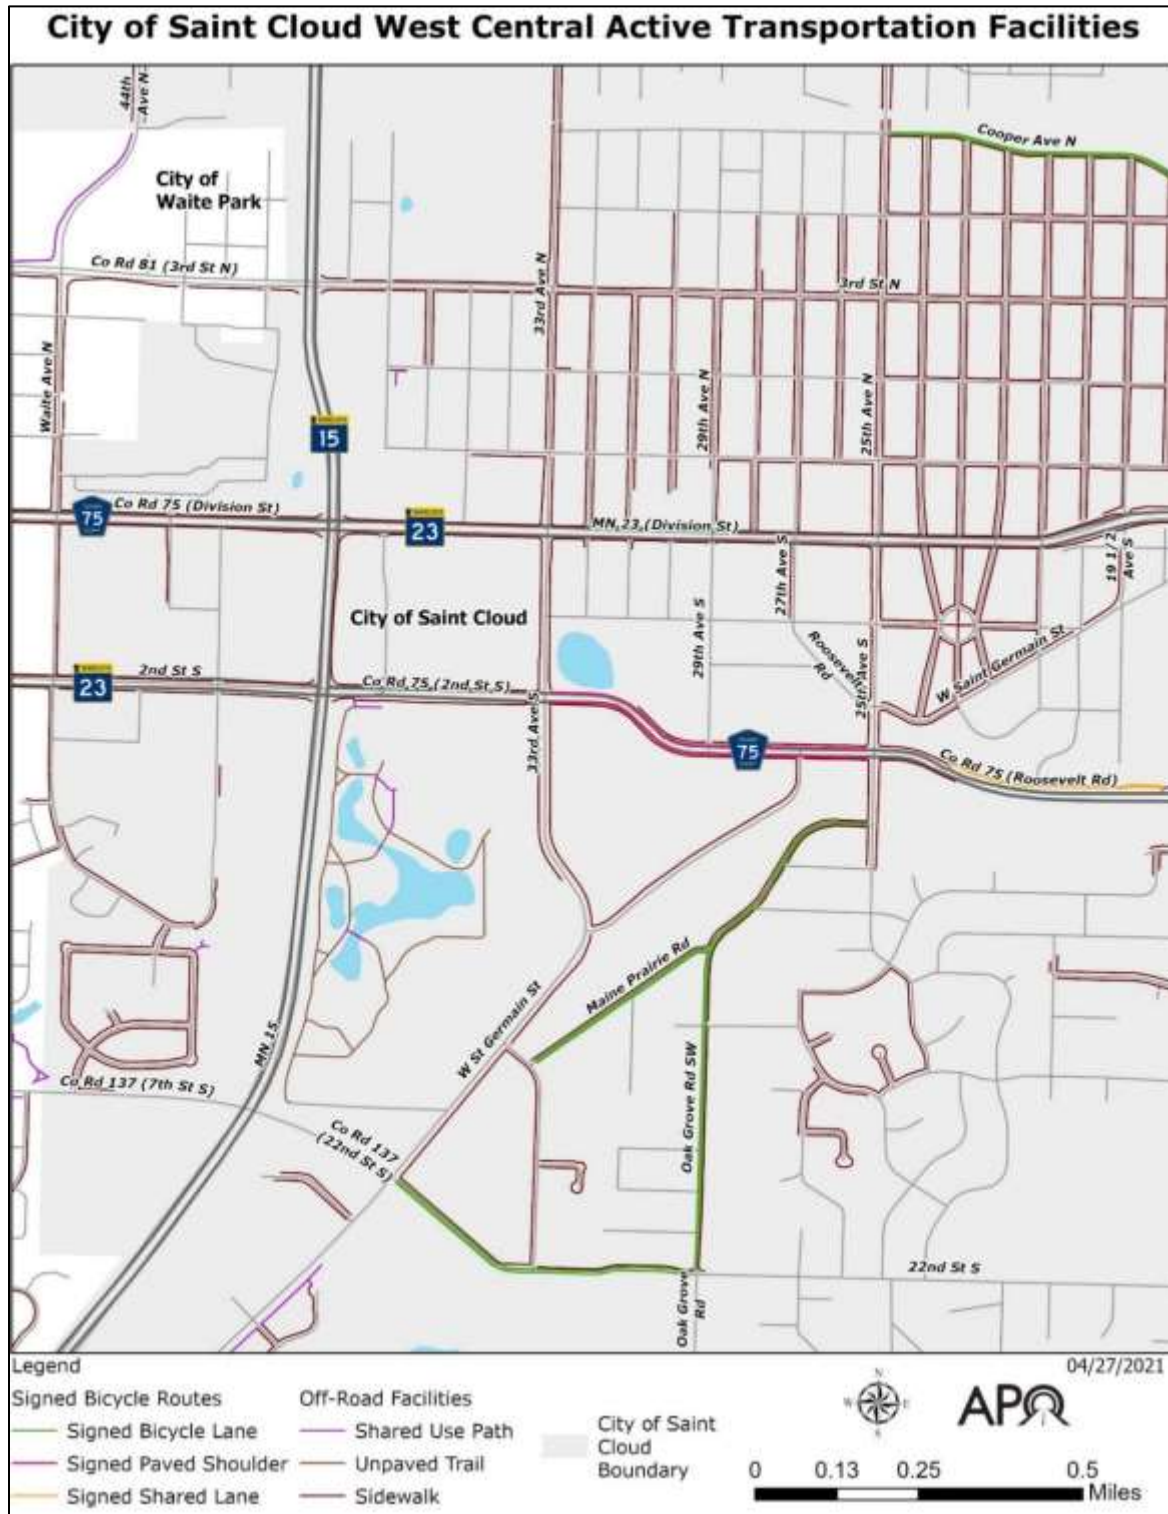 City of Saint Cloud West Central Active Transportation Facilities
44th
Ave N
Cooper Ave N
City of
Waite Park
Co Rd 81 (3rd St N)
33rd Ave N
3rd St N
Waite Ave N
29th Ave N
25th Ave N
15
Co Rd 75 (Division St)
75
23
MN 23 (Division St)
19 1/2
Ave S
27th Ave S
City of Saint Cloud
29th Ave S
Roosevelt
Rd
25th Ave S
W Saint Germain St
23
2nd St S
Co Rd 75 (2nd St S)
33rd Ave S
75
Co Rd 75 (Roosevelt Rd)
Maine Prairie Rd
W St Germain St
MN 15
Oak Grove Rd SW
Co Rd 137 (7th St S)
Co Rd 137
(22nd St S)
22nd St S
Oak Grove
Rd
Legend
04/27/2021
Signed Bicycle Routes
Signed Bicycle Lane
Signed Paved Shoulder
Signed Shared Lane
Off-Road Facilities
Shared Use Path
Unpaved Trail
Sidewalk
City of Saint
Cloud
Boundary
N
W E
S
APO
0 0.13 0.25 0.5
Miles